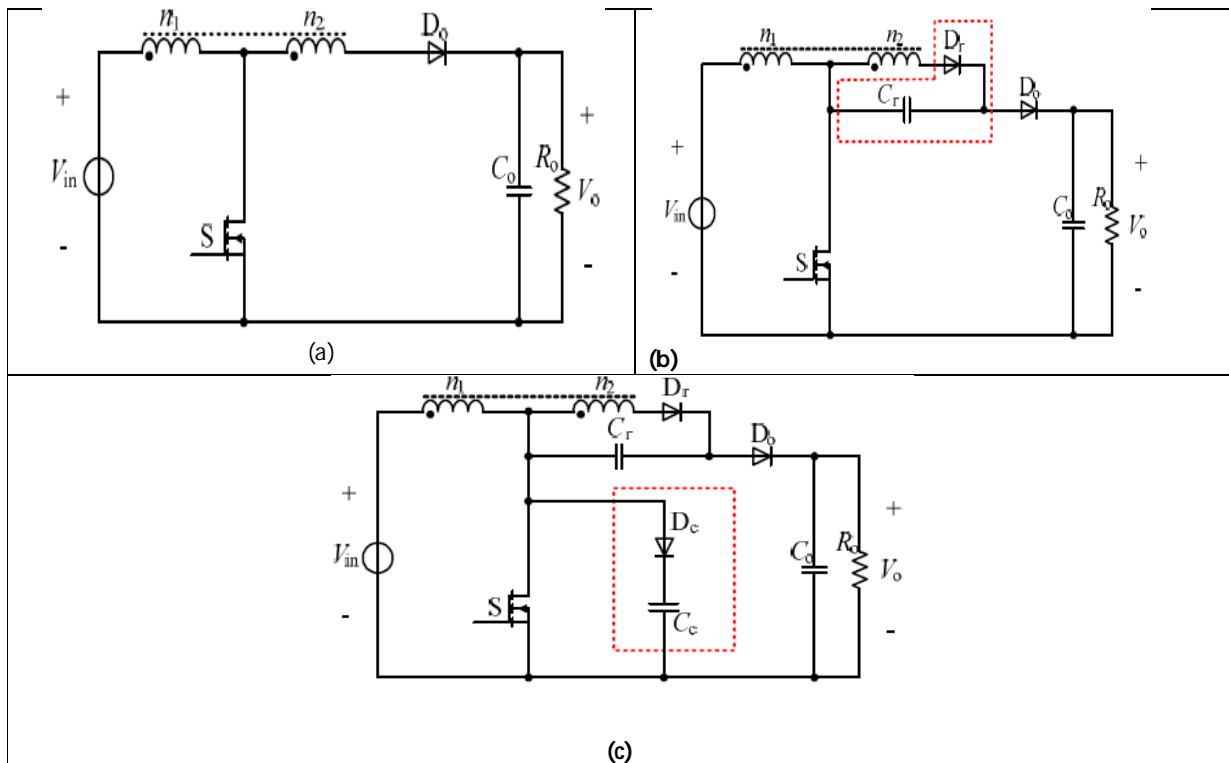 n1 n2 Do
+ +
Vin Co Ro Vo
S
- -
(a)
n1 n2 Dr
Cr Do
+ +
Vin Co Ro Vo
S
- -
(b)
n1 n2 Dr
Cr Do
+ +
Dc
Vin Co Ro Vo
S Cc
- -
(c)